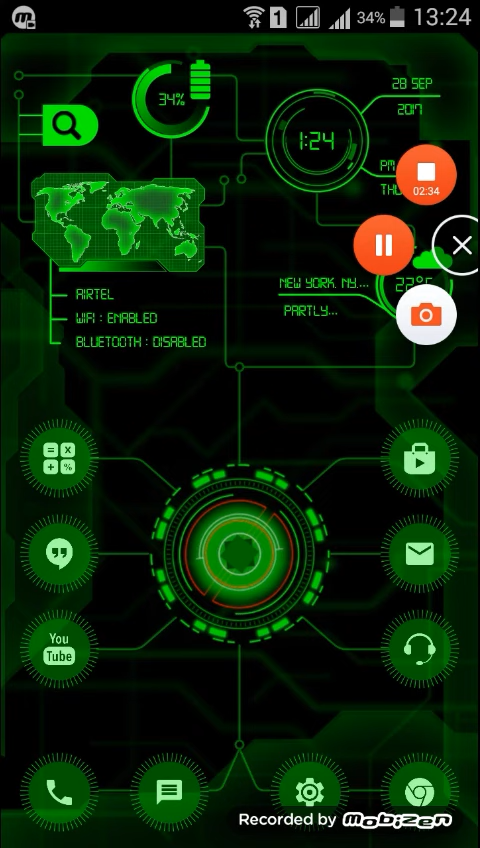 1
34%
13:24
34%
28 SEP
2017
1:24
PM
THU
02:34
22°C
NEW YORK, NY,...
PARTLY...
AIRTEL
WIFI : ENABLED
BLUETOOTH : DISABLED
You
Tube
Recorded by MobiZen